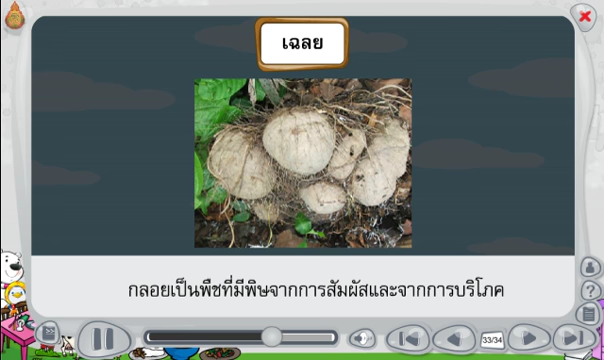 เฉลย
กลอยเป็นพืชที่มีพิษจากการสัมผัสและจากการบริโภค
33/34
?